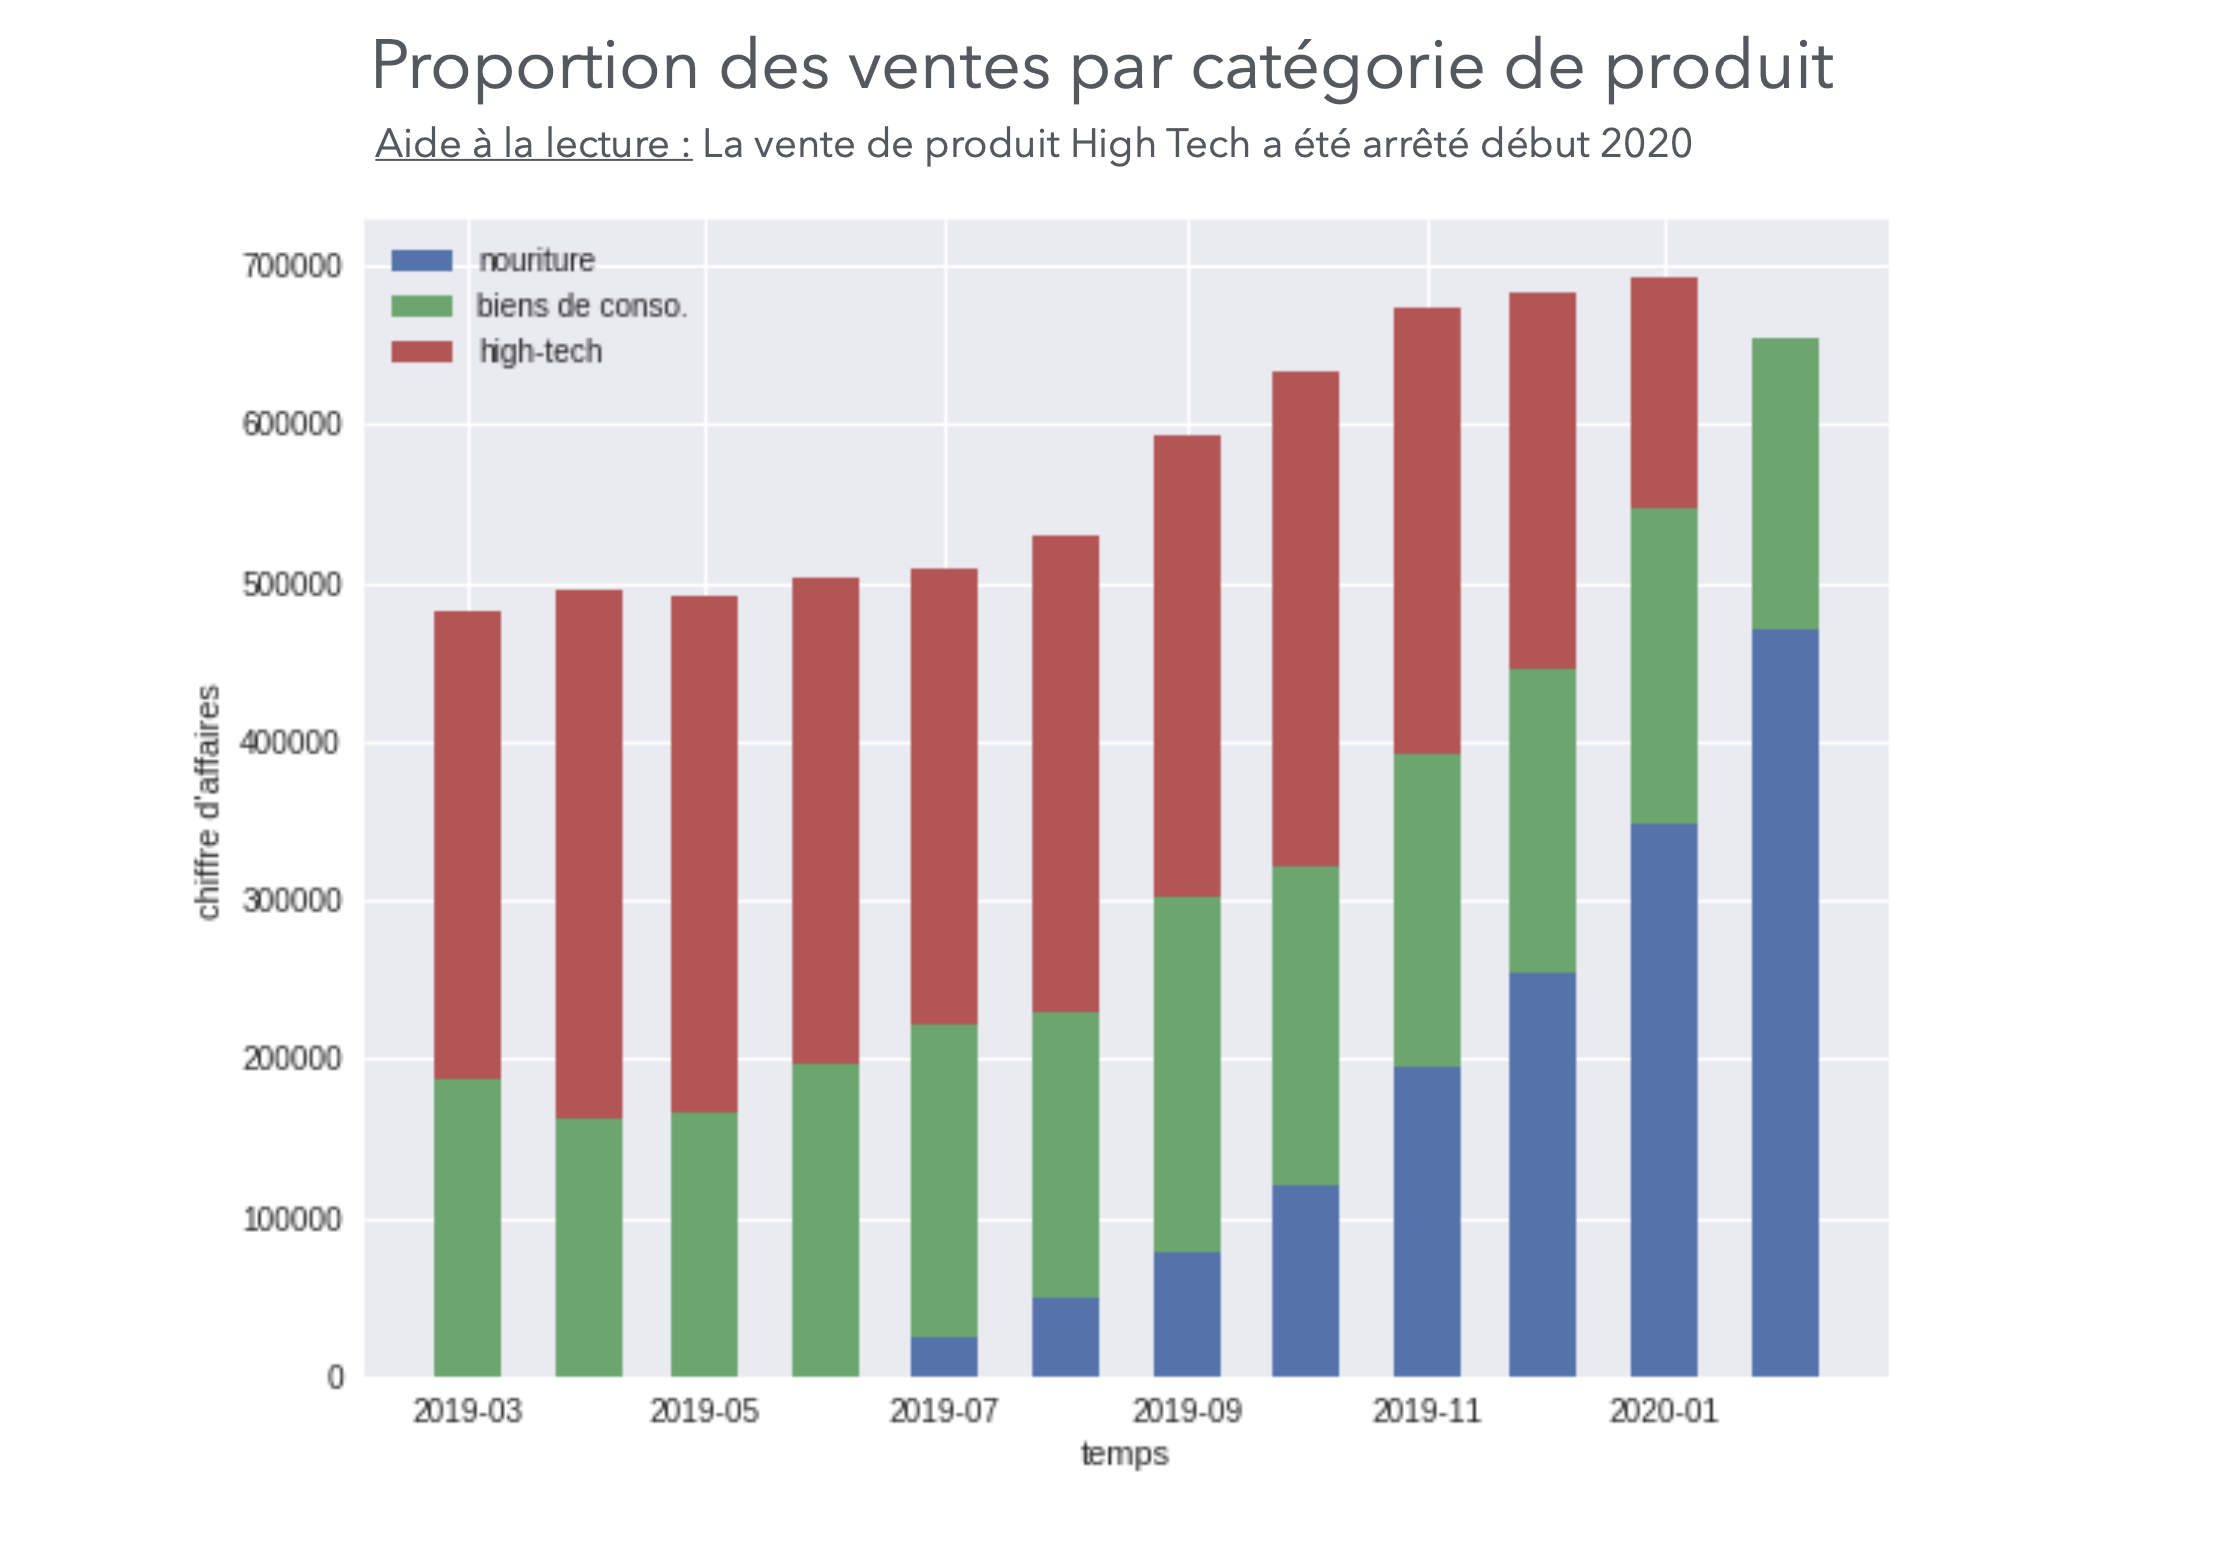 Proportion des ventes par catégorie de produit
Aide à la lecture : La vente de produit High Tech a été arrêté début 2020
nouriture
biens de conso.
high-tech
700000
600000
500000
400000
300000
200000
100000
0
chiffre d'affaires
2019-03 2019-05 2019-07 2019-09 2019-11 2020-01
temps